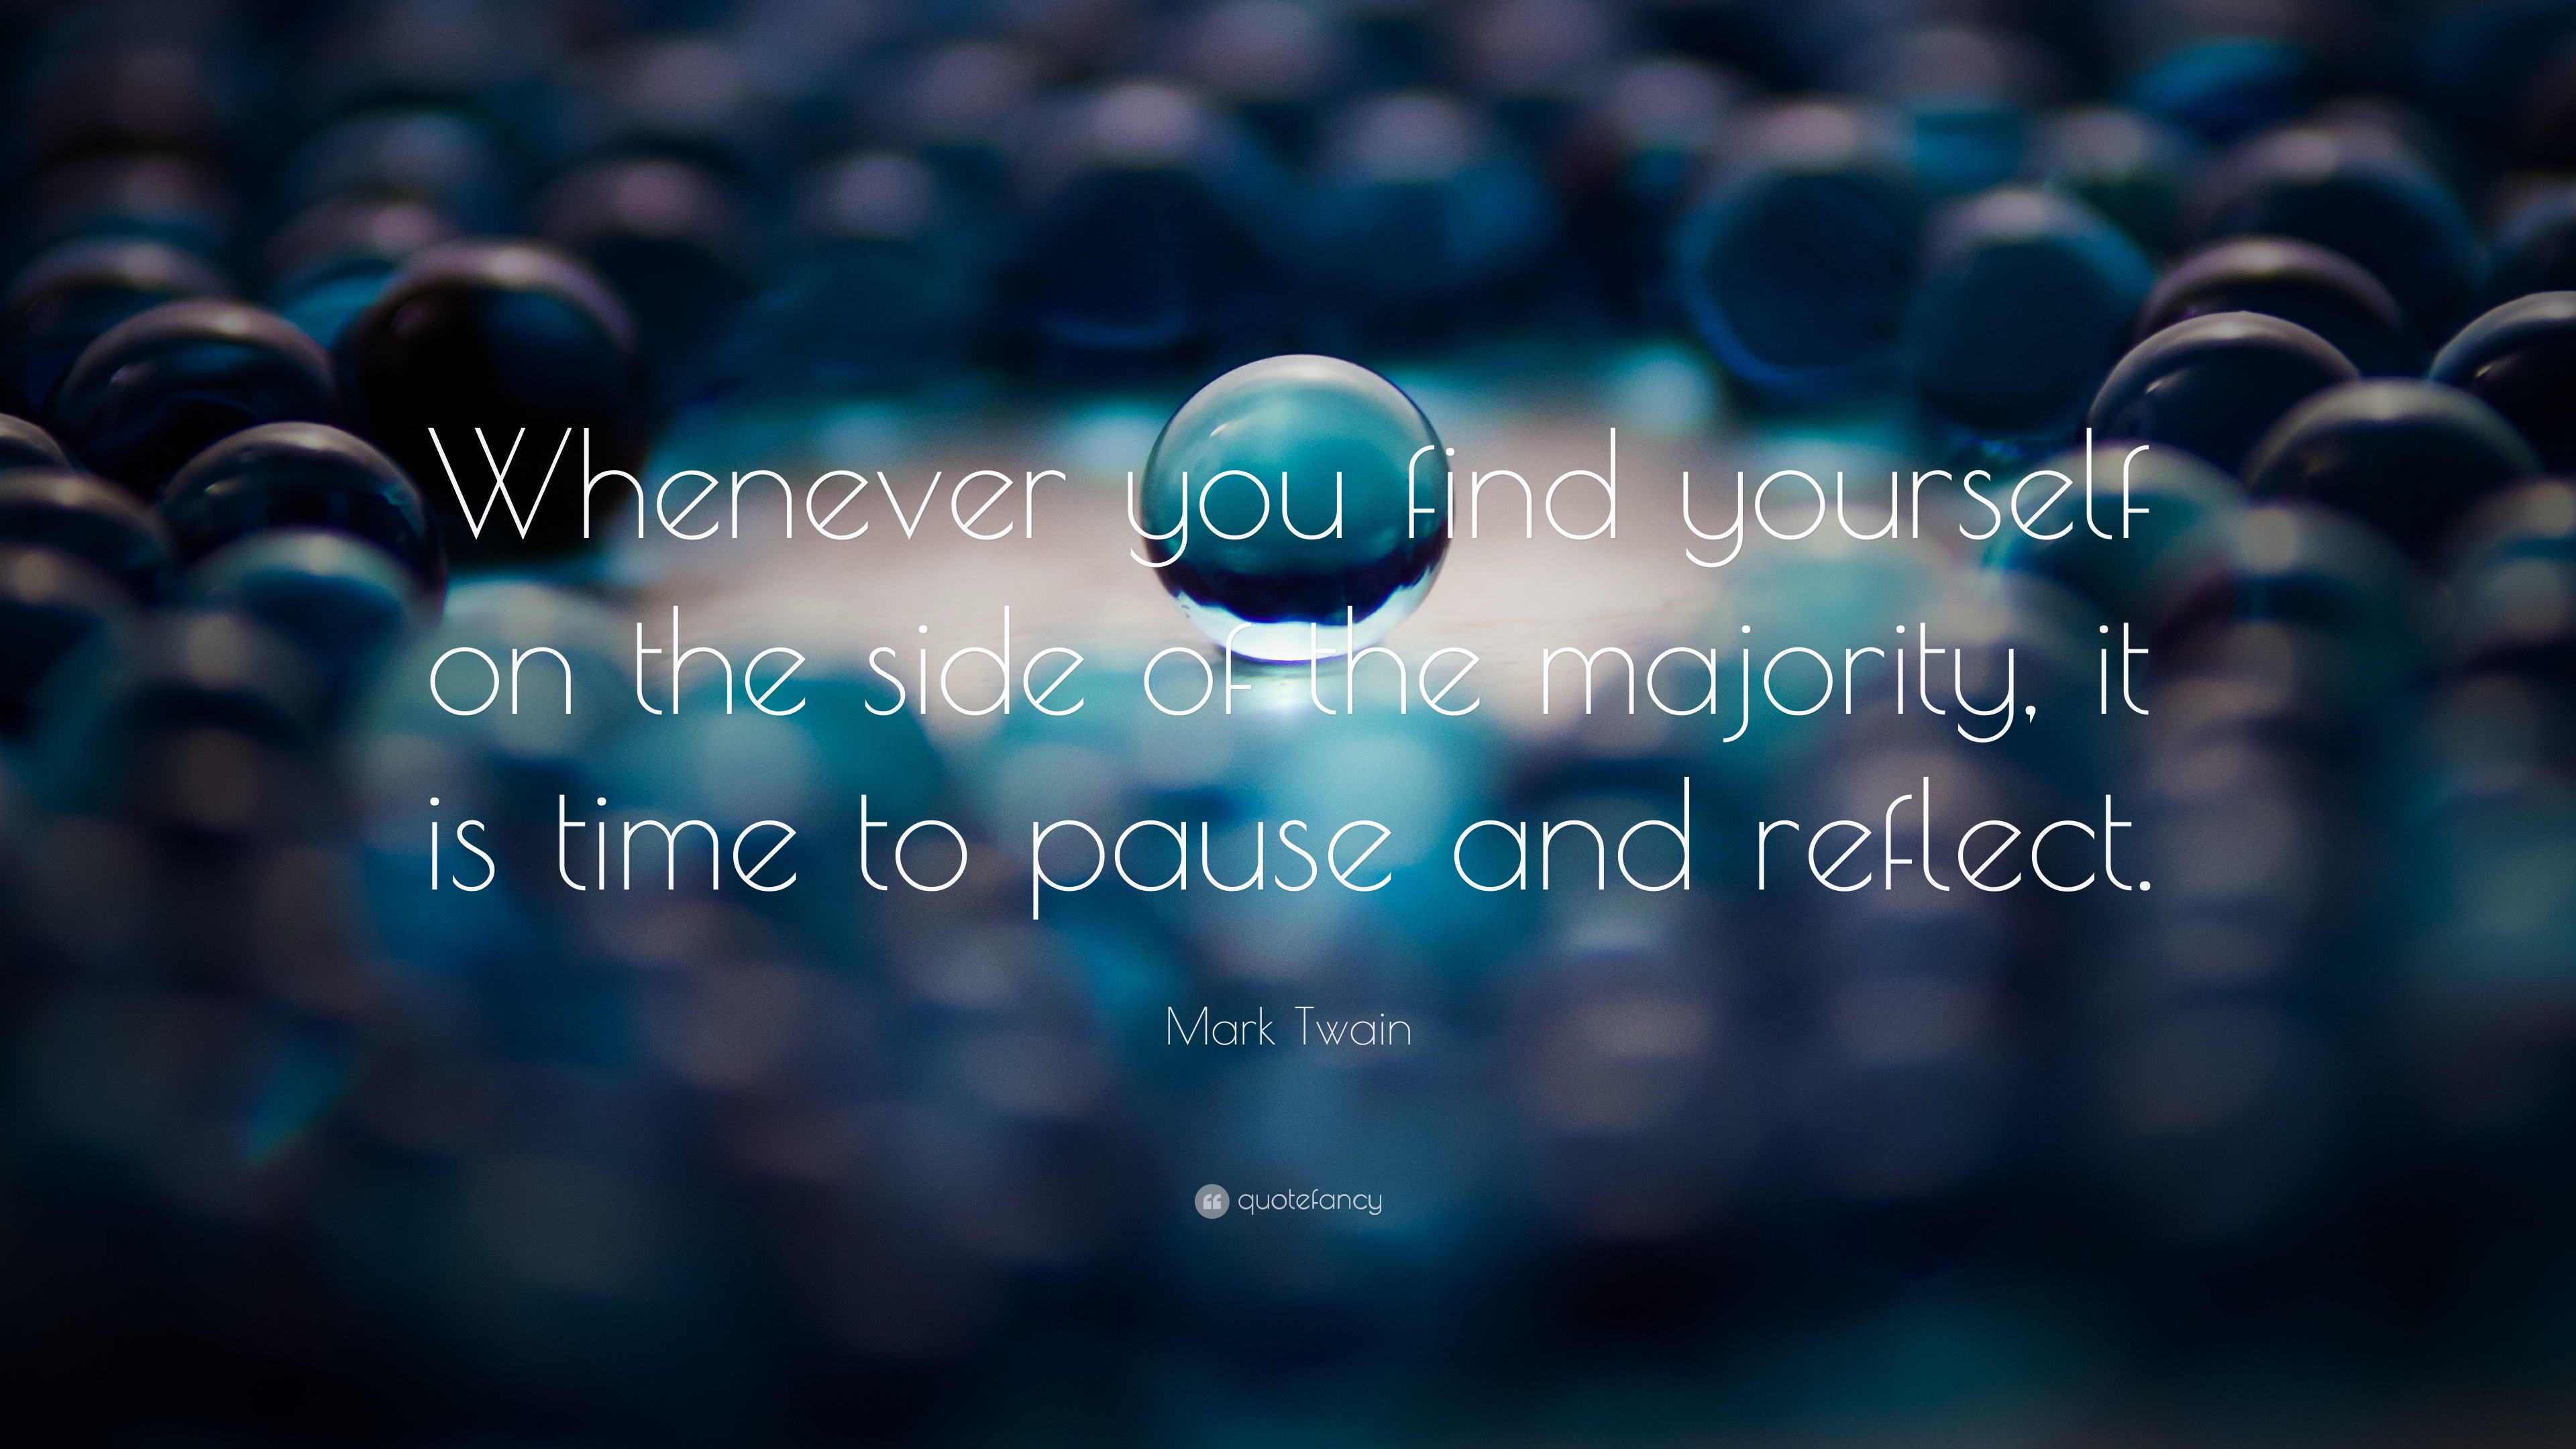 Whenever you find yourself
on the side of the majority, it
is time to pause and reflect.
Mark Twain
quotefancy